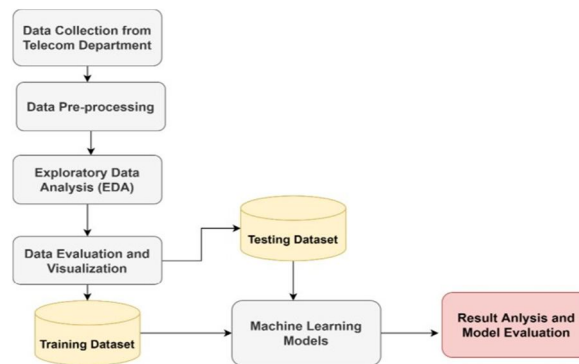 Data Collection from
Telecom Department
Data Pre-processing
Exploratory Data
Analysis (EDA)
Data Evaluation and
Visualization
Testing Dataset
Training Dataset
Machine Learning
Models
Result Anlysis and
Model Evaluation